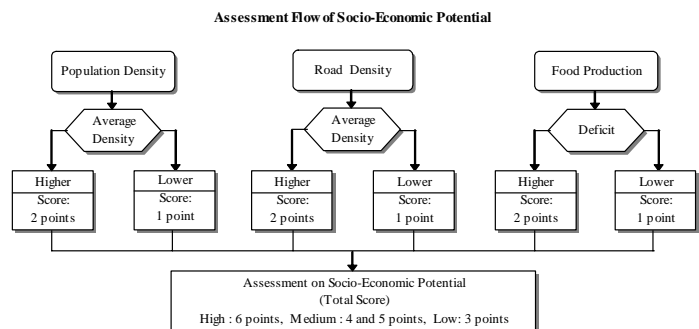 Assessment Flow of Socio-Economic Potential
Population Density
Road Density
Food Production
Average
Density
Average
Density
Deficit
Higher
Score:
2 points
Lower
Score:
1 point
Higher
Score:
2 points
Lower
Score:
1 point
Higher
Score:
2 points
Lower
Score:
1 point
Assessment on Socio-Economic Potential
(Total Score)
High : 6 points, Medium : 4 and 5 points, Low: 3 points